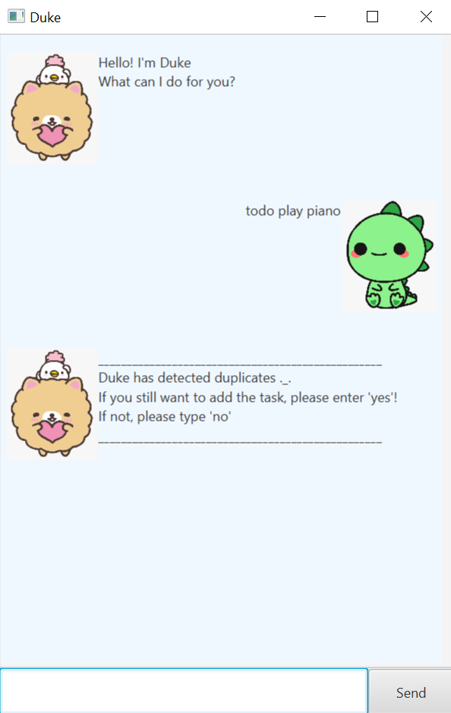 Duke
Hello! I'm Duke
What can I do for you?
todo play piano
____________________________________________
Duke has detected duplicates ._.
If you still want to add the task, please enter 'yes'!
If not, please type 'no'
____________________________________________
Send